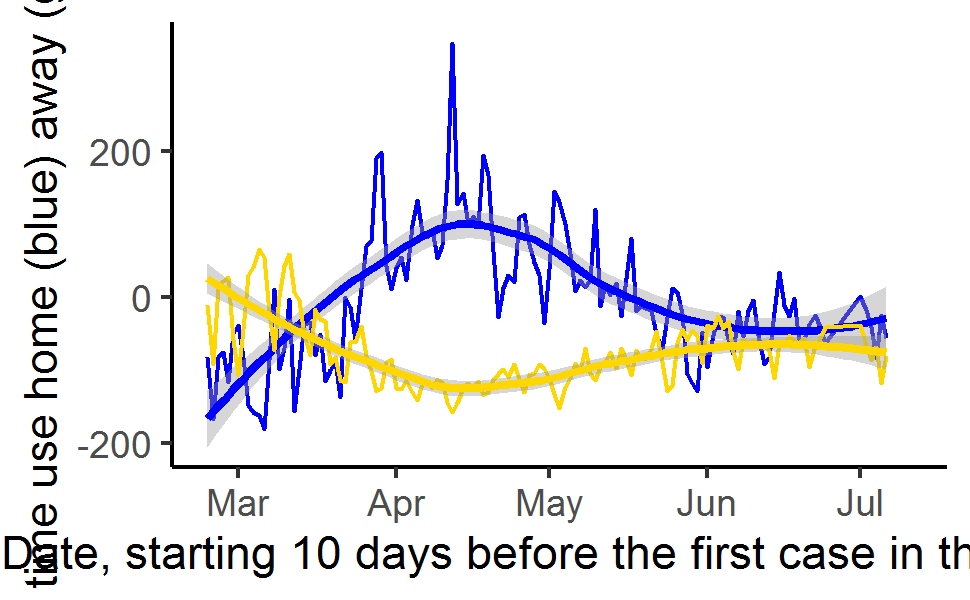 time use home (blue) away (
200
0
-200
Mar Apr May Jun Jul
Date, starting 10 days before the first case in th